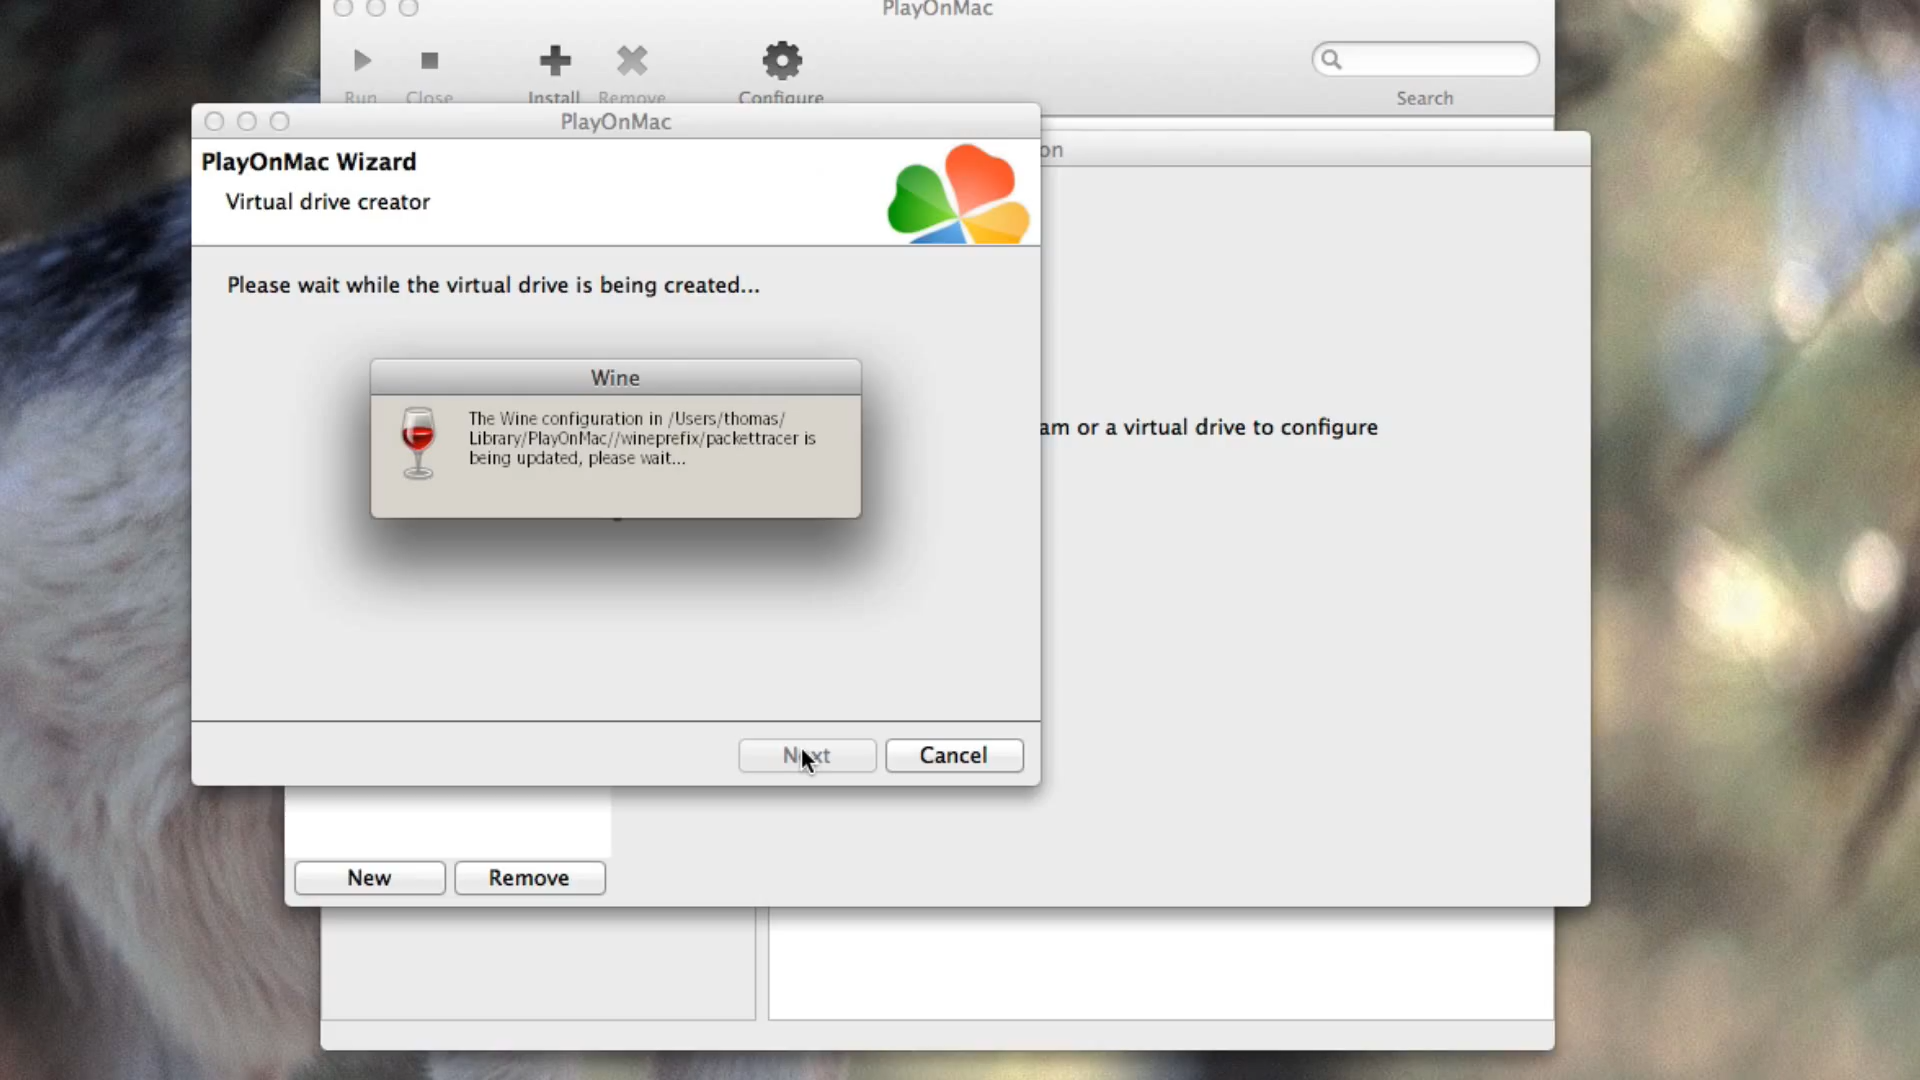 PlayOnMac
Run
Close
Install
Remove
Configure
Search
PlayOnMac
PlayOnMac Wizard
Virtual drive creator
Please wait while the virtual drive is being created...
Wine
The Wine configuration in /Users/thomas/
Library/PlayOnMac//wineprefix/packettracer is
being updated, please wait...
Next
Cancel
on
am or a virtual drive to configure
New
Remove